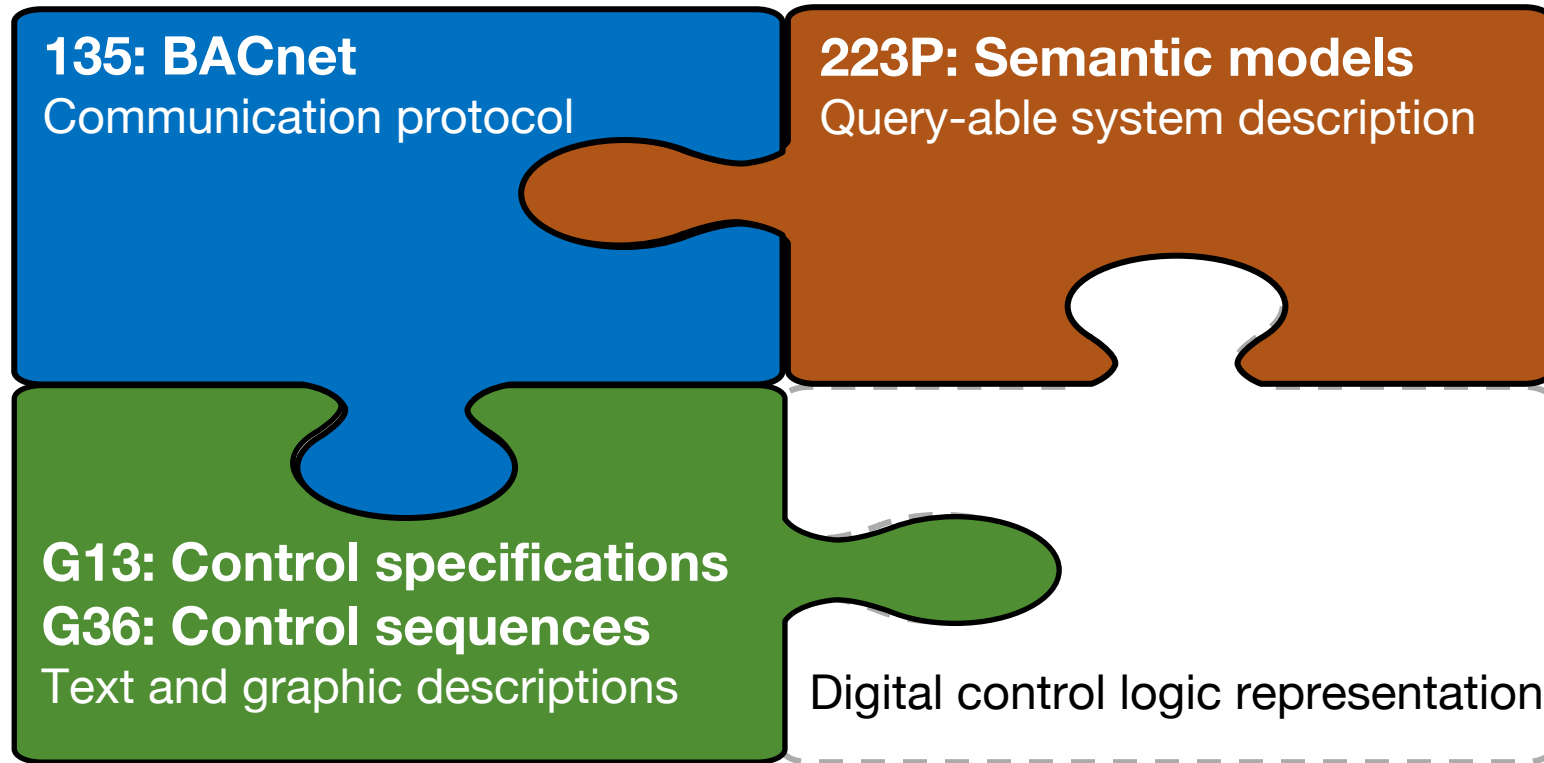 135: BACnet
Communication protocol
223P: Semantic models
Query-able system description
G13: Control specifications
G36: Control sequences
Text and graphic descriptions
Digital control logic representation